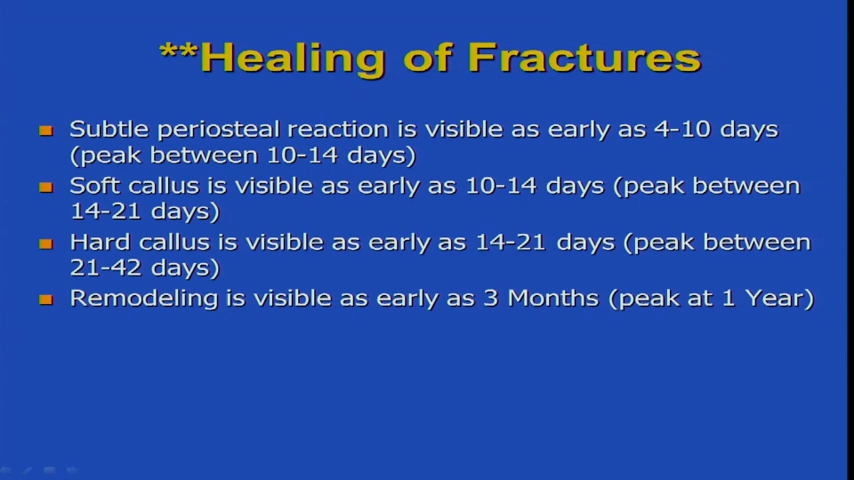 **Healing of Fractures
Subtle periosteal reaction is visible as early as 4-10 days
(peak between 10-14 days)
Soft callus is visible as early as 10-14 days (peak between
14-21 days)
Hard callus is visible as early as 14-21 days (peak between
21-42 days)
Remodeling is visible as early as 3 Months (peak at 1 Year)